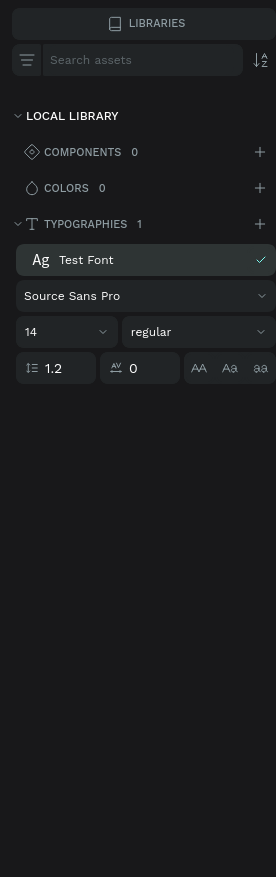 LIBRARIES
Search assets
LOCAL LIBRARY
COMPONENTS 0
COLORS 0
TYPOGRAPHIES 1
Ag Test Font
Source Sans Pro
14 regular
1.2 0 AA Aa aa